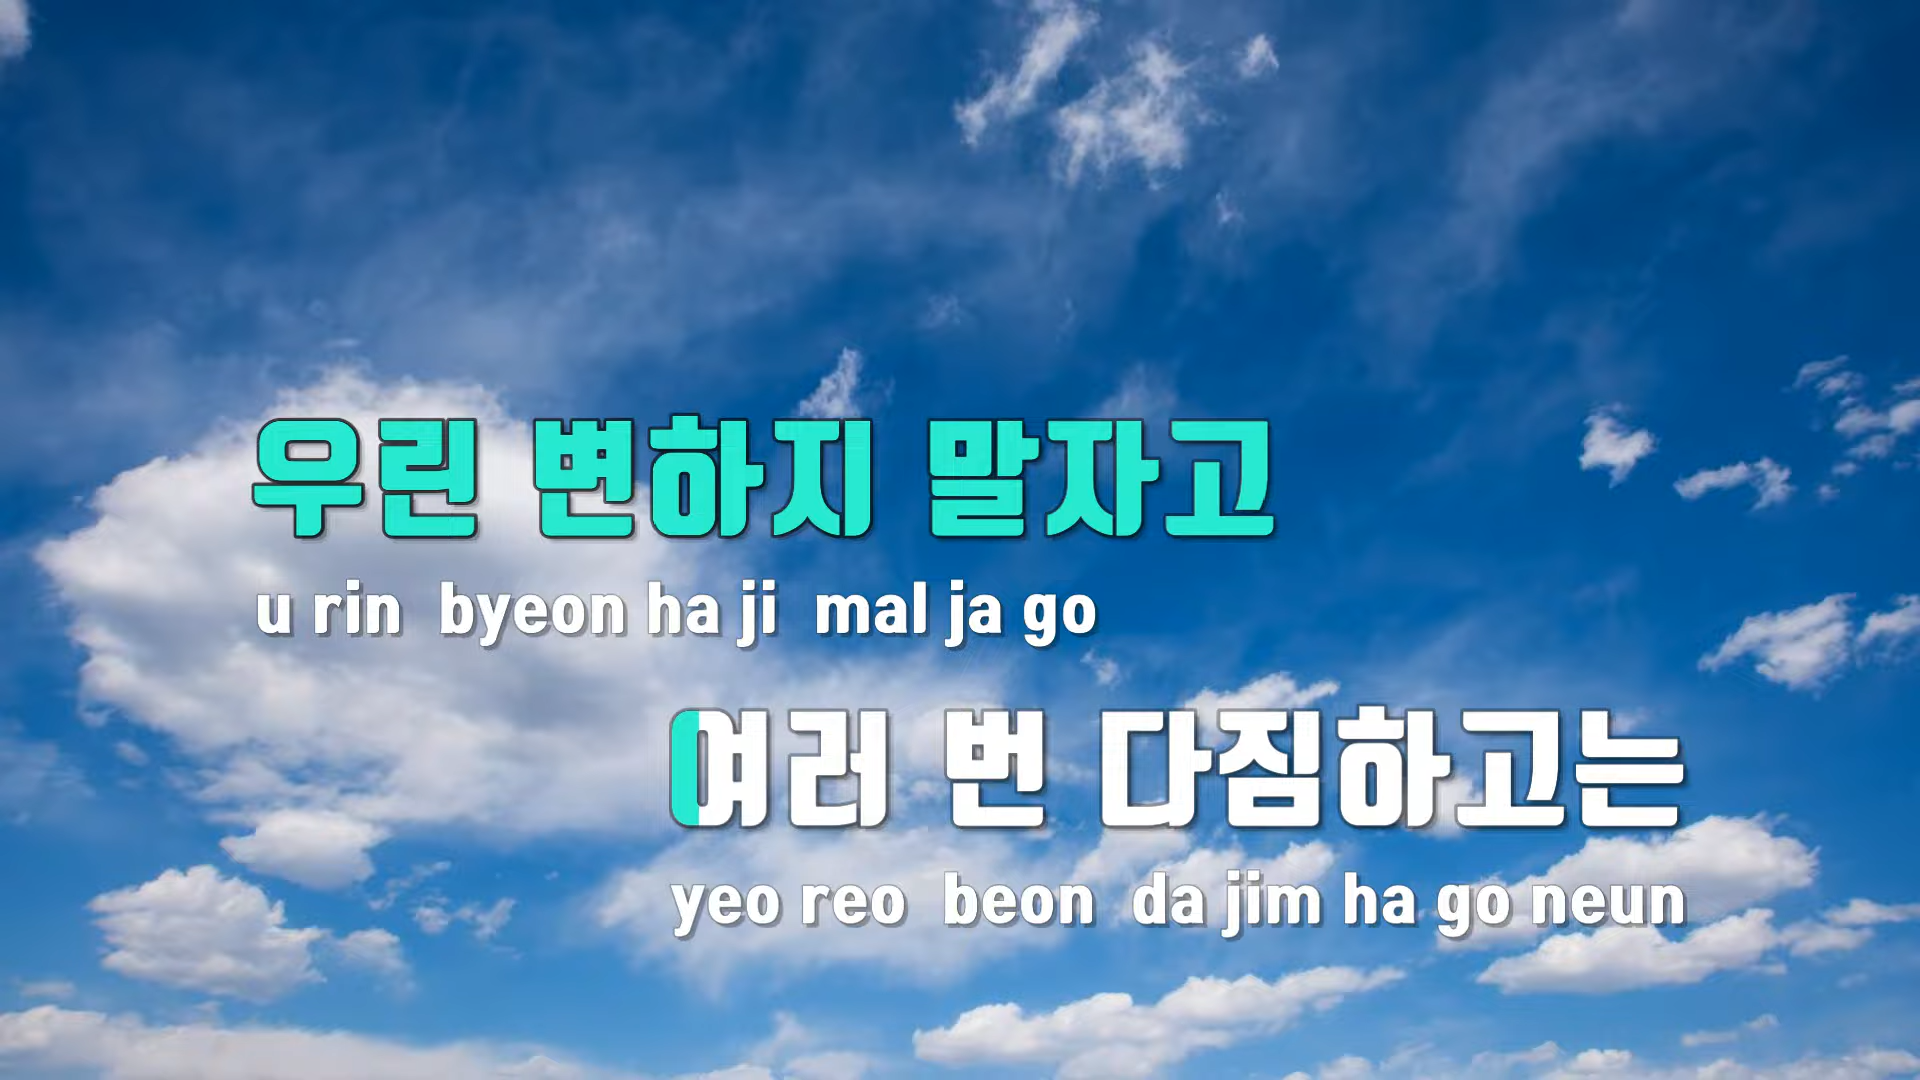 우린 변하지 말자고
u rin byeon ha ji mal ja go
여러 번 다짐하고는
yeo reo beon da jim ha go neun